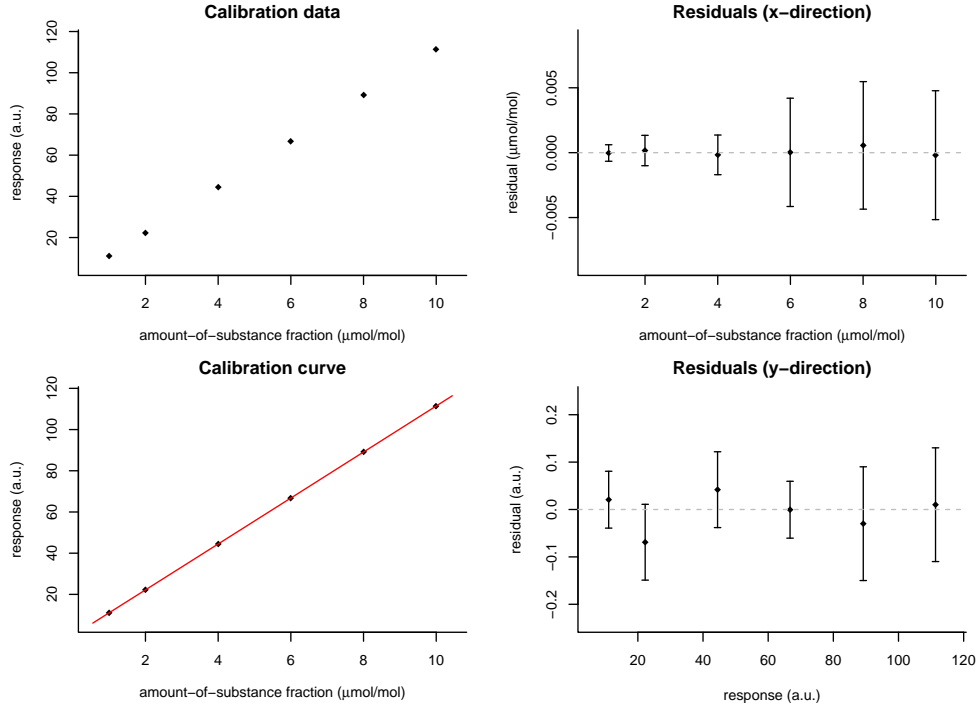 Calibration data
response (a.u.)
120
100
80
60
40
20
2 4 6 8 10
amount−of−substance fraction (μmol/mol)
Residuals (x−direction)
residual (μmol/mol)
0.005
0.000
−0.005
2 4 6 8 10
amount−of−substance fraction (μmol/mol)
Calibration curve
response (a.u.)
120
100
80
60
40
20
2 4 6 8 10
amount−of−substance fraction (μmol/mol)
Residuals (y−direction)
residual (a.u.)
0.2
0.1
0.0
−0.1
−0.2
20 40 60 80 100 120
response (a.u.)